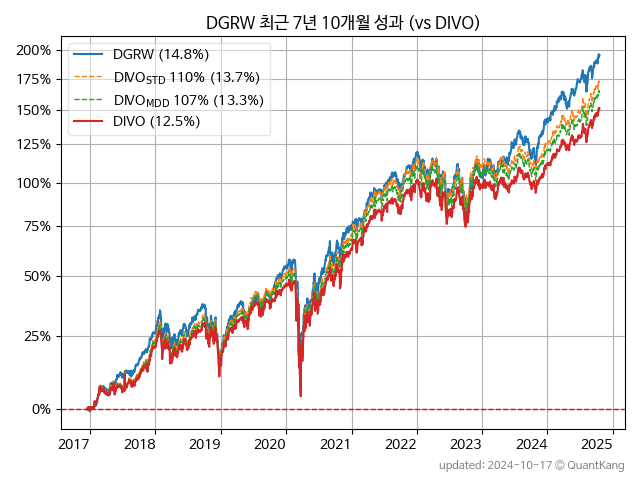 DGRW 최근 7년 10개월 성과 (vs DIVO)
DGRW (14.8%)
DIVO_STD 110% (13.7%)
DIVO_MDD 107% (13.3%)
DIVO (12.5%)
200%
175%
150%
125%
100%
75%
50%
25%
0%
2017 2018 2019 2020 2021 2022 2023 2024 2025
updated: 2024-10-17 © QuantKang